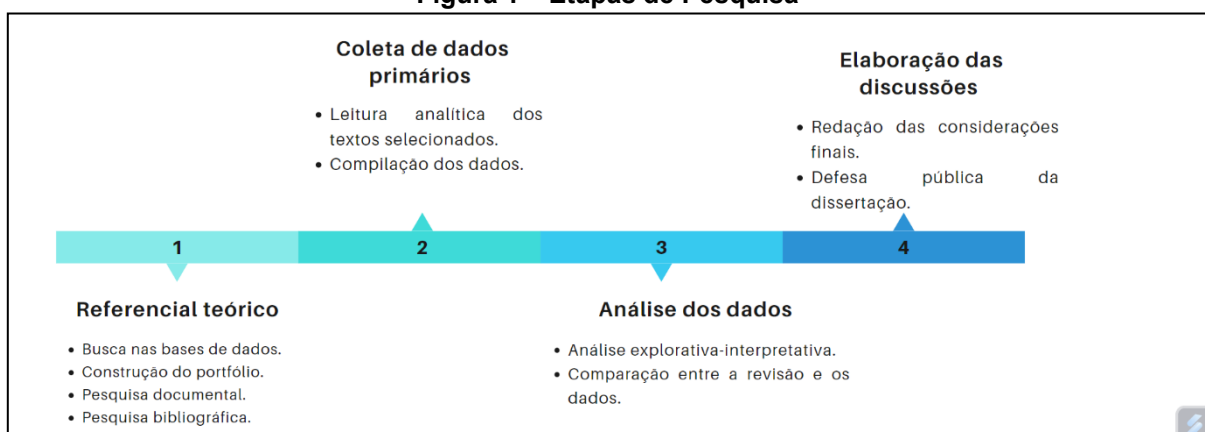 Coleta de dados
primários
• Leitura analítica dos
textos selecionados.
• Compilação dos dados.
Elaboração das
discussões
• Redação das considerações
finais.
• Defesa pública da
dissertação.
1
2
3
4
Referencial teórico
• Busca nas bases de dados.
• Construção do portfólio.
• Pesquisa documental.
• Pesquisa bibliográfica.
Análise dos dados
• Análise explorativa-interpretativa.
• Comparação entre a revisão e os
dados.